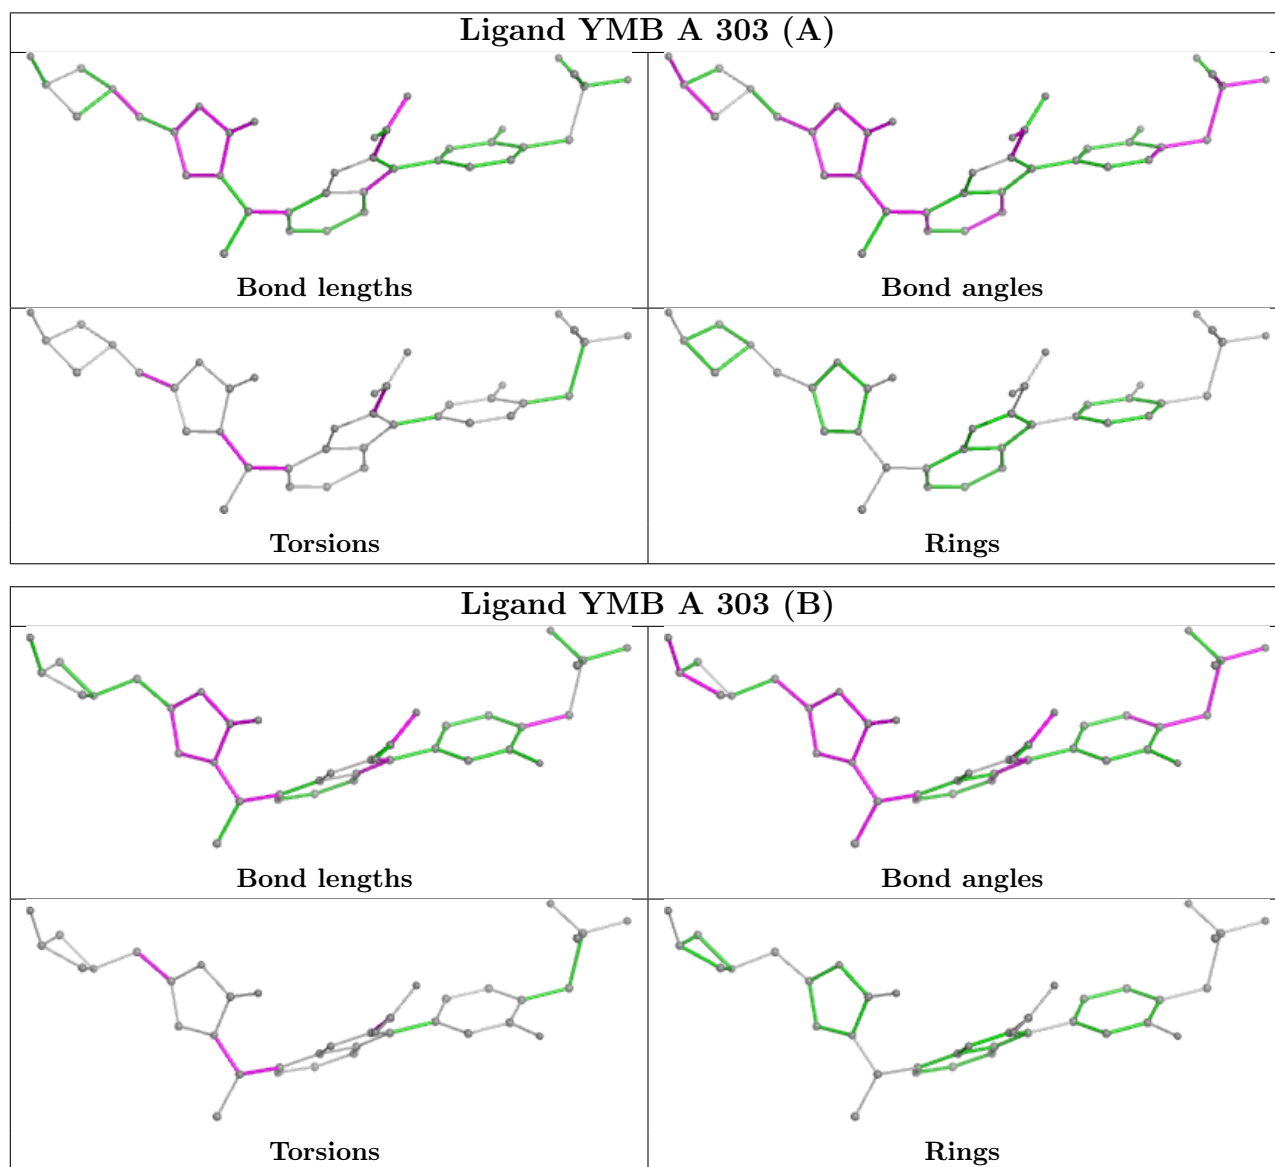 Ligand YMB A 303 (A)
Bond lengths
Bond angles
Torsions
Rings
Ligand YMB A 303 (B)
Bond lengths
Bond angles
Torsions
Rings